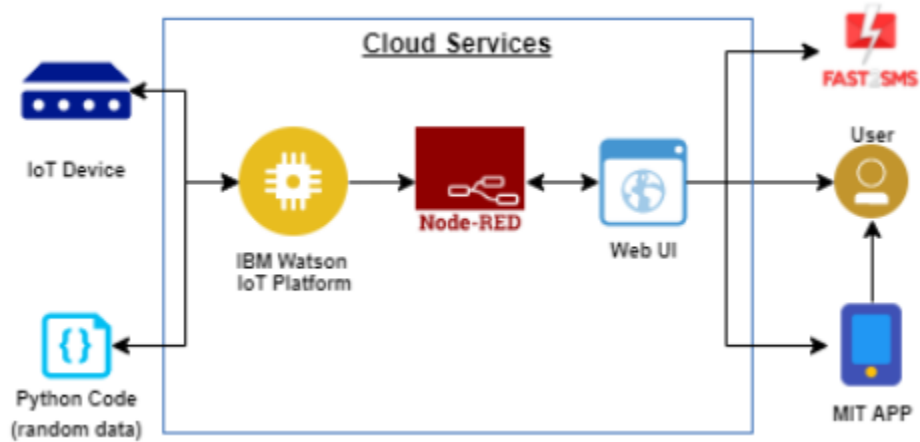 Cloud Services
FAST2SMS
IoT Device
User
Node-RED
Web UI
IBM Watson
IoT Platform
{ }
Python Code
(random data)
MIT APP